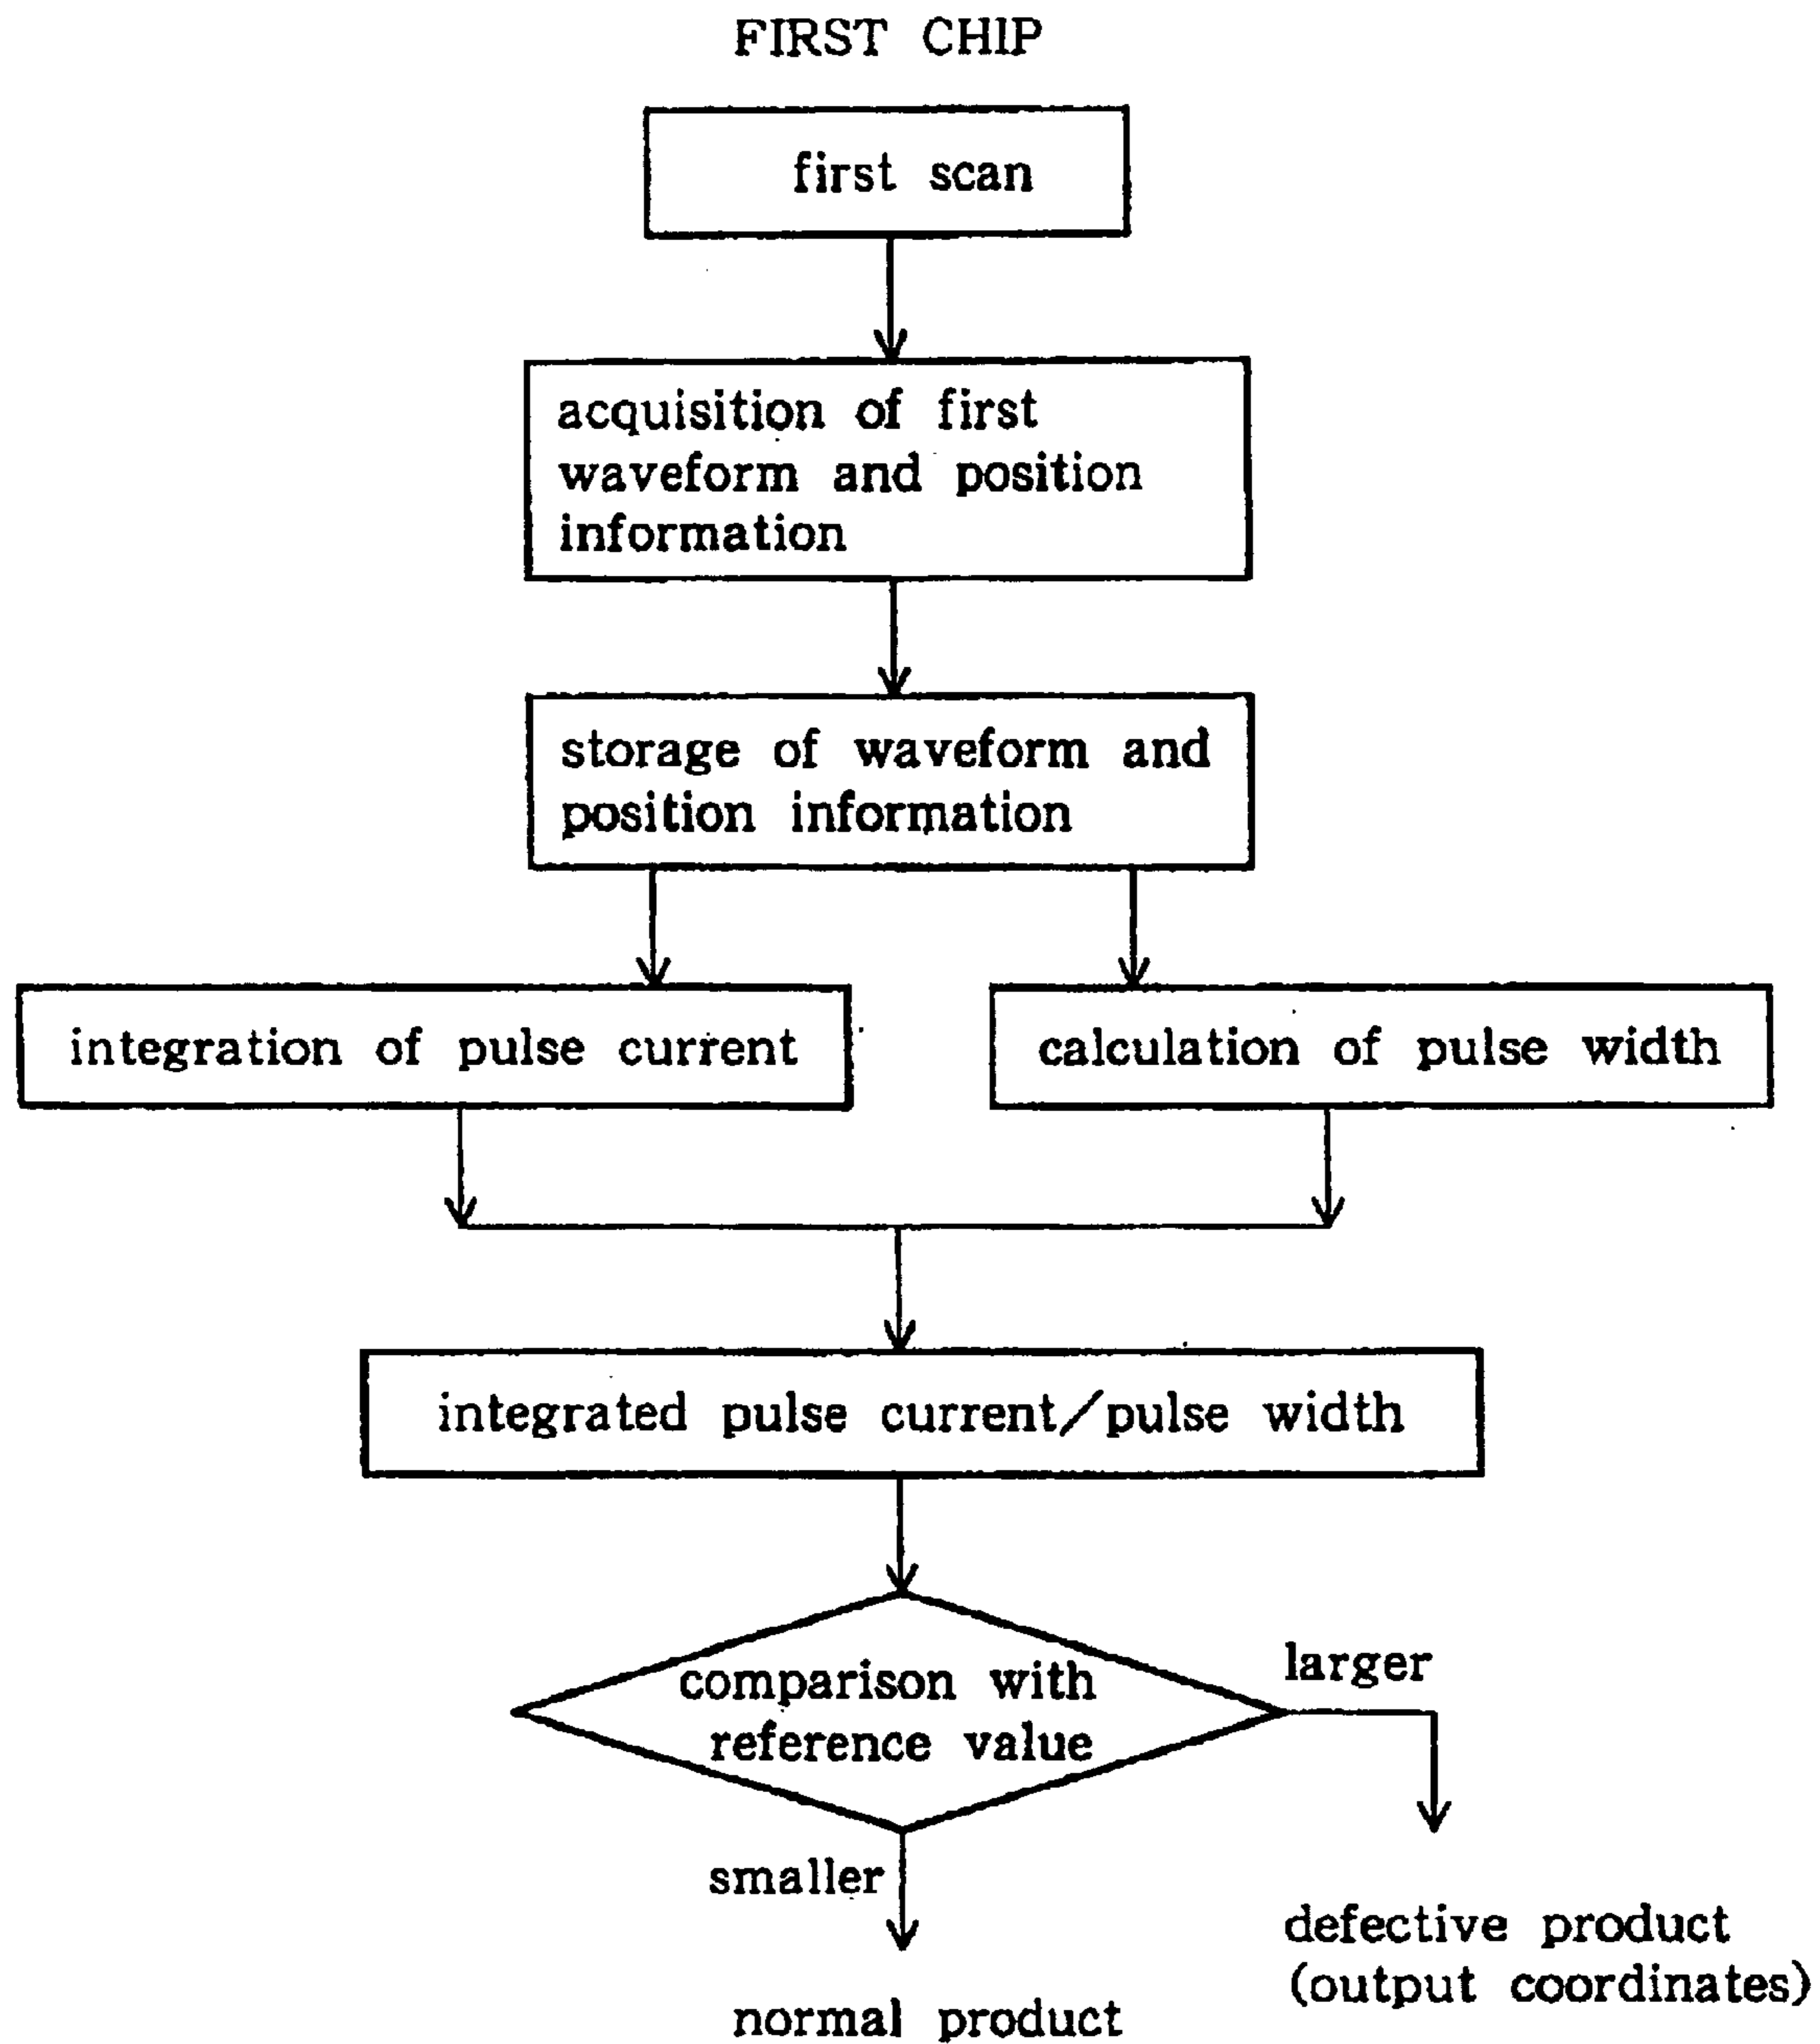 FIRST CHIP
first scan
acquisition of first
waveform and position
information
storage of waveform and
position information
integration of pulse current
calculation of pulse width
integrated pulse current/pulse width
comparison with
reference value
larger
smaller
defective product
(output coordinates)
normal product